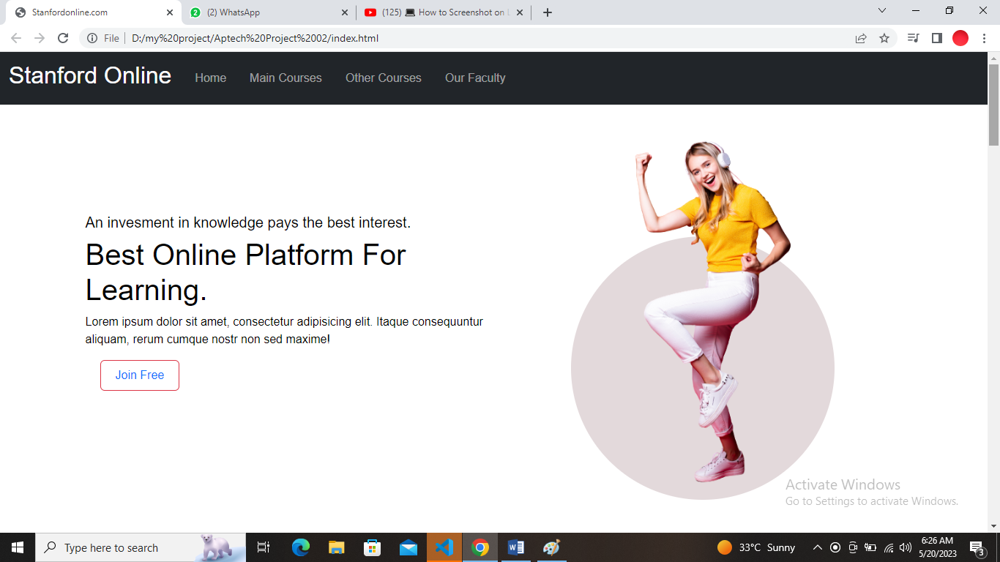 Stanfordonline.com
(2) WhatsApp
(125) 💻 How to Screenshot on
File
D:/my%20project/Aptech%20Project%2002/index.html
Stanford Online
Home
Main Courses
Other Courses
Our Faculty
An invesment in knowledge pays the best interest.
Best Online Platform For
Learning.
Lorem ipsum dolor sit amet, consectetur adipisicing elit. Itaque consequuntur
aliquam, rerum cumque nostr non sed maxime!
Join Free
Activate Windows
Go to Settings to activate Windows.
Type here to search
33°C Sunny
6:26 AM
5/20/2023
3